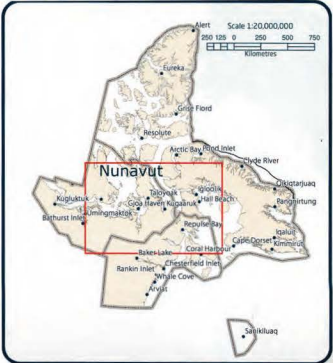 Alert
Scale 1:20,000,000
250 125 0 250 500 750
Kilometres
Eureka
Grise Fiord
Resolute
Arctic Bay
Pond Inlet
Clyde River
Nunavut
Qikiqtarjuaq
Igloolik
Taloyoak
Hall Beach
Kugluktuk
Gjoa Haven
Kugaaruk
Pangnirtung
Umingmaktok
Bathurst Inlet
Repulse Bay
Iqaluit
Cape Dorset
Kimmirut
Coral Harbour
Baker Lake
Chesterfield Inlet
Rankin Inlet
Whale Cove
Arviat
Sanikiluaq